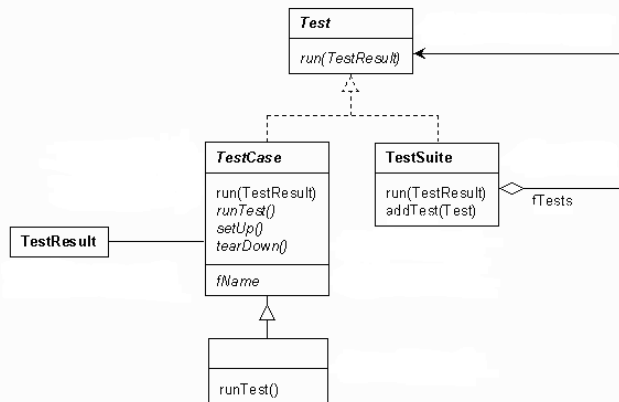 Test
run(TestResult)
TestCase
run(TestResult)
runTest()
setUp()
tearDown()
fName
TestSuite
run(TestResult)
addTest(Test)
fTests
TestResult
runTest()